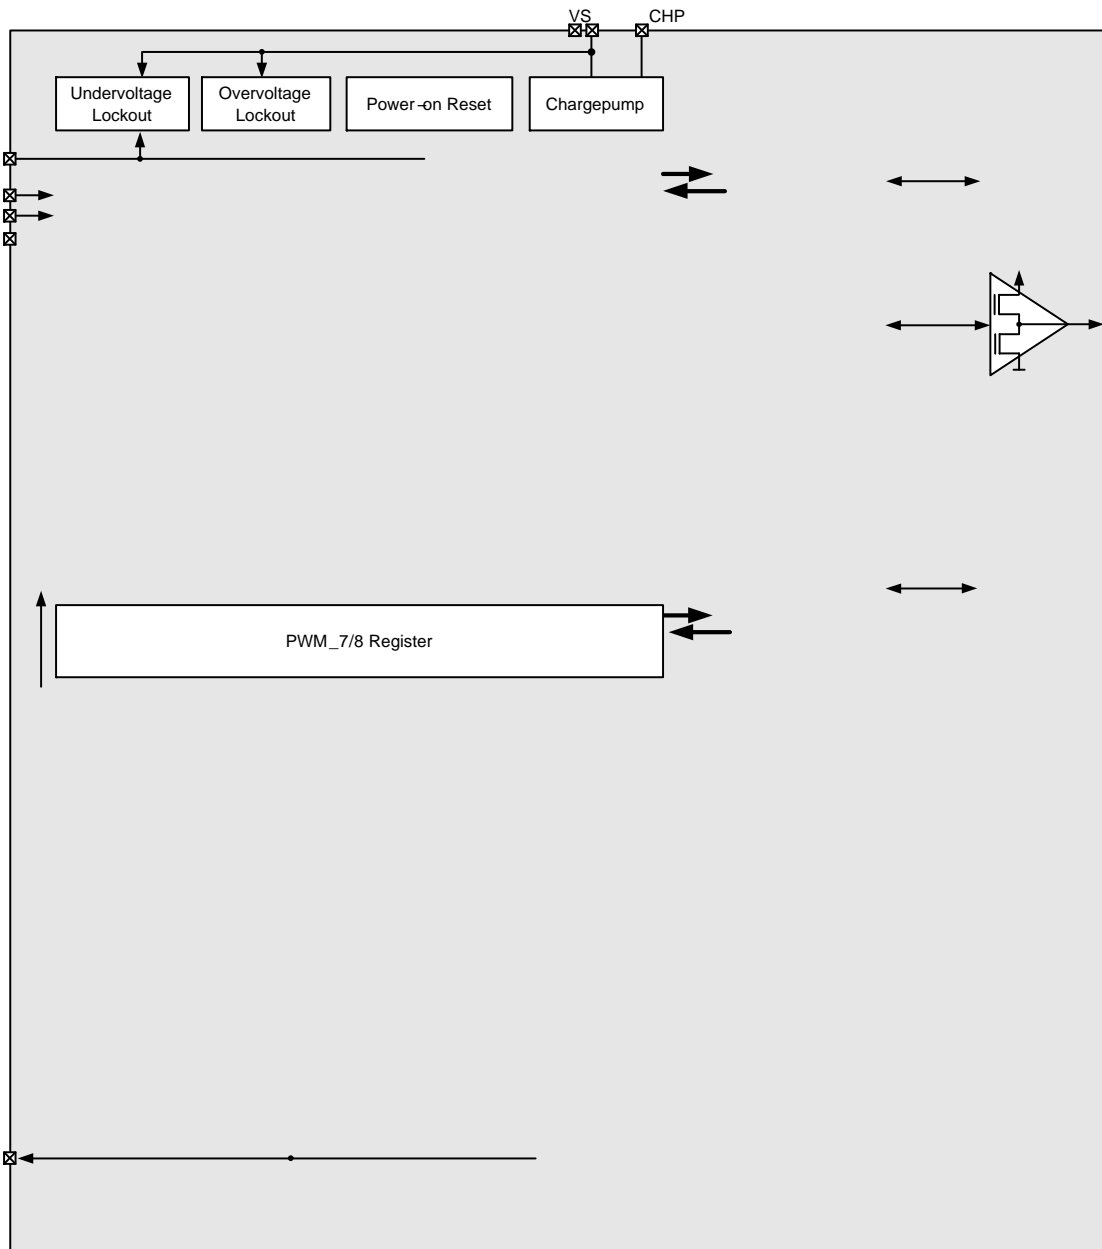 VS CHP
Undervoltage
Lockout
Overvoltage
Lockout
Power-on Reset
Chargepump
PWM_7/8 Register